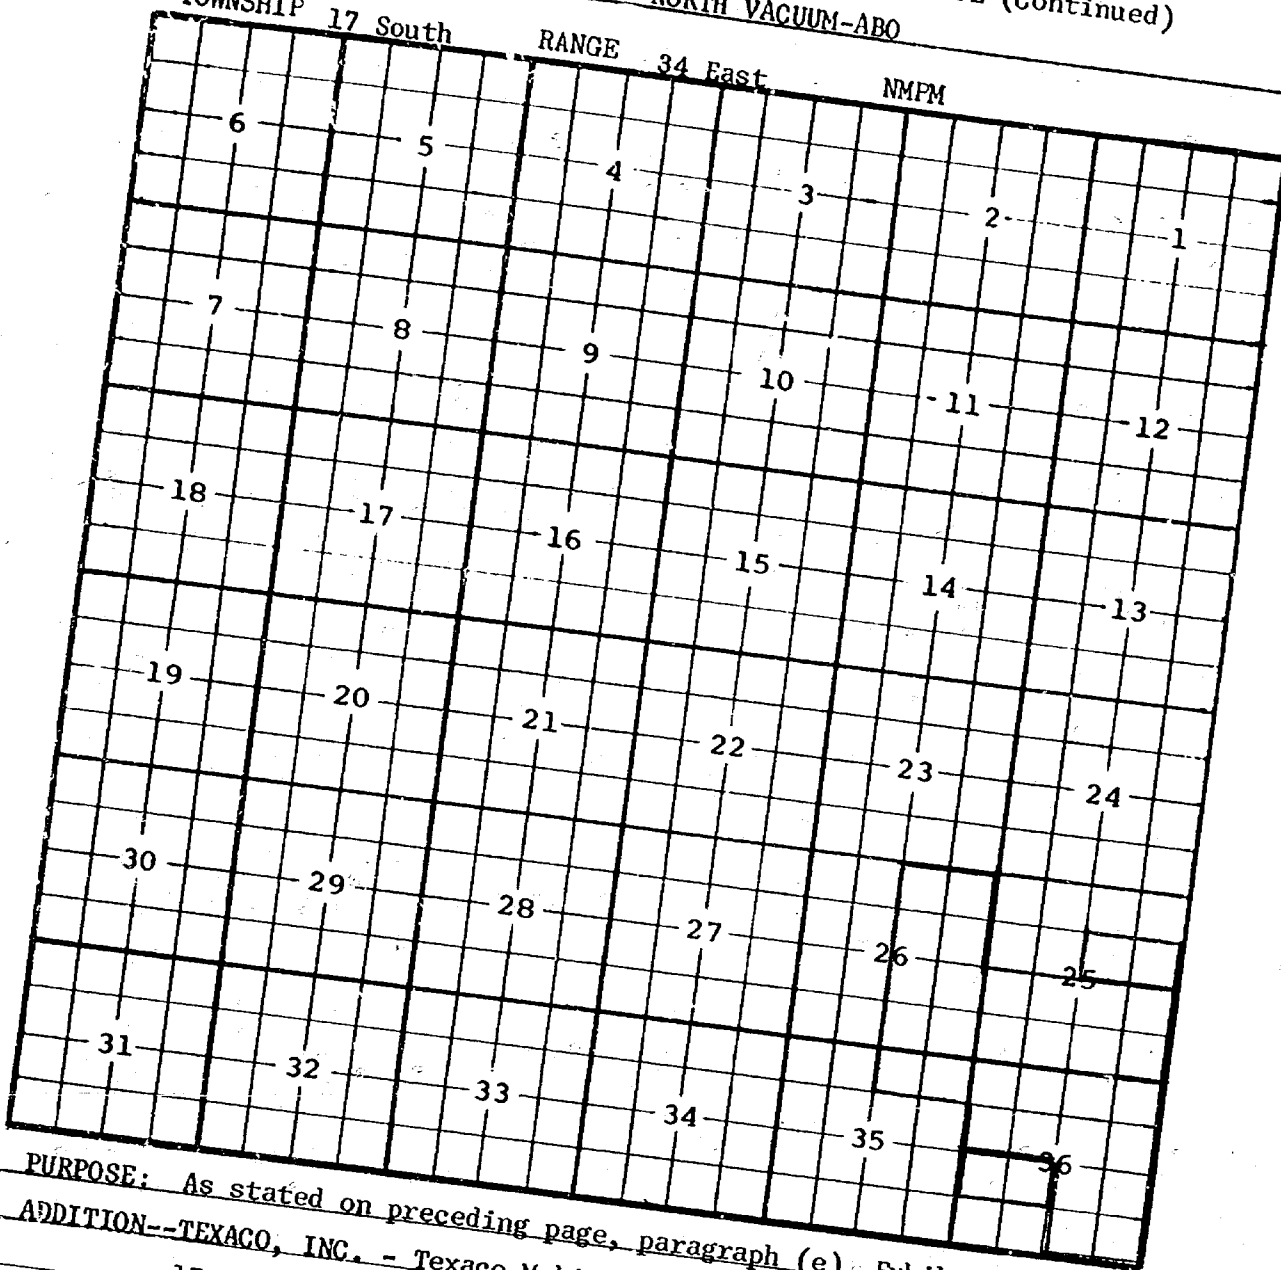 (Continued)
NORTH VACUUM-ABO
TOWNSHIP 17 South RANGE 34 East NMPM
6 5 4 3 2 1
7 8 9 10 11 12
18 17 16 15 14 13
19 20 21 22 23 24
30 29 28 27 26 25
31 32 33 34 35 36
PURPOSE: As stated on preceding page, paragraph (e)
ADDITION--TEXACO, INC. - Texaco